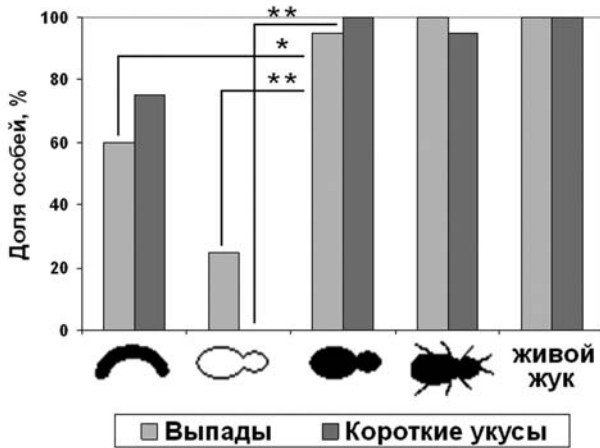 Доля особей, %
100
80
60
40
20
0
**
*
**
живой
жук
Выпады
Короткие укусы